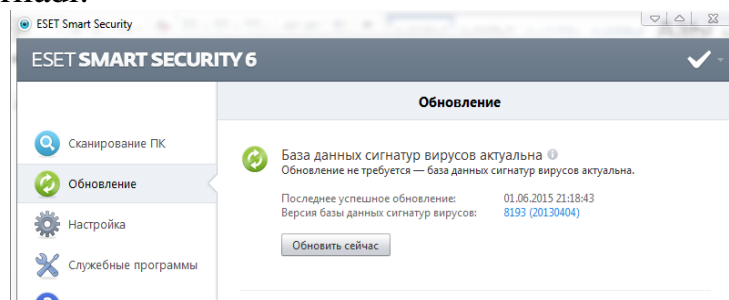 ESET Smart Security
ESET SMART SECURITY 6
Обновление
Сканирование ПК
Обновление
Настройка
Служебные программы
База данных сигнатур вирусов актуальна
Обновление не требуется — база данных сигнатур вирусов актуальна.
Последнее успешное обновление: 01.06.2015 21:18:43
Версия базы данных сигнатур вирусов: 8193 (20130404)
Обновить сейчас